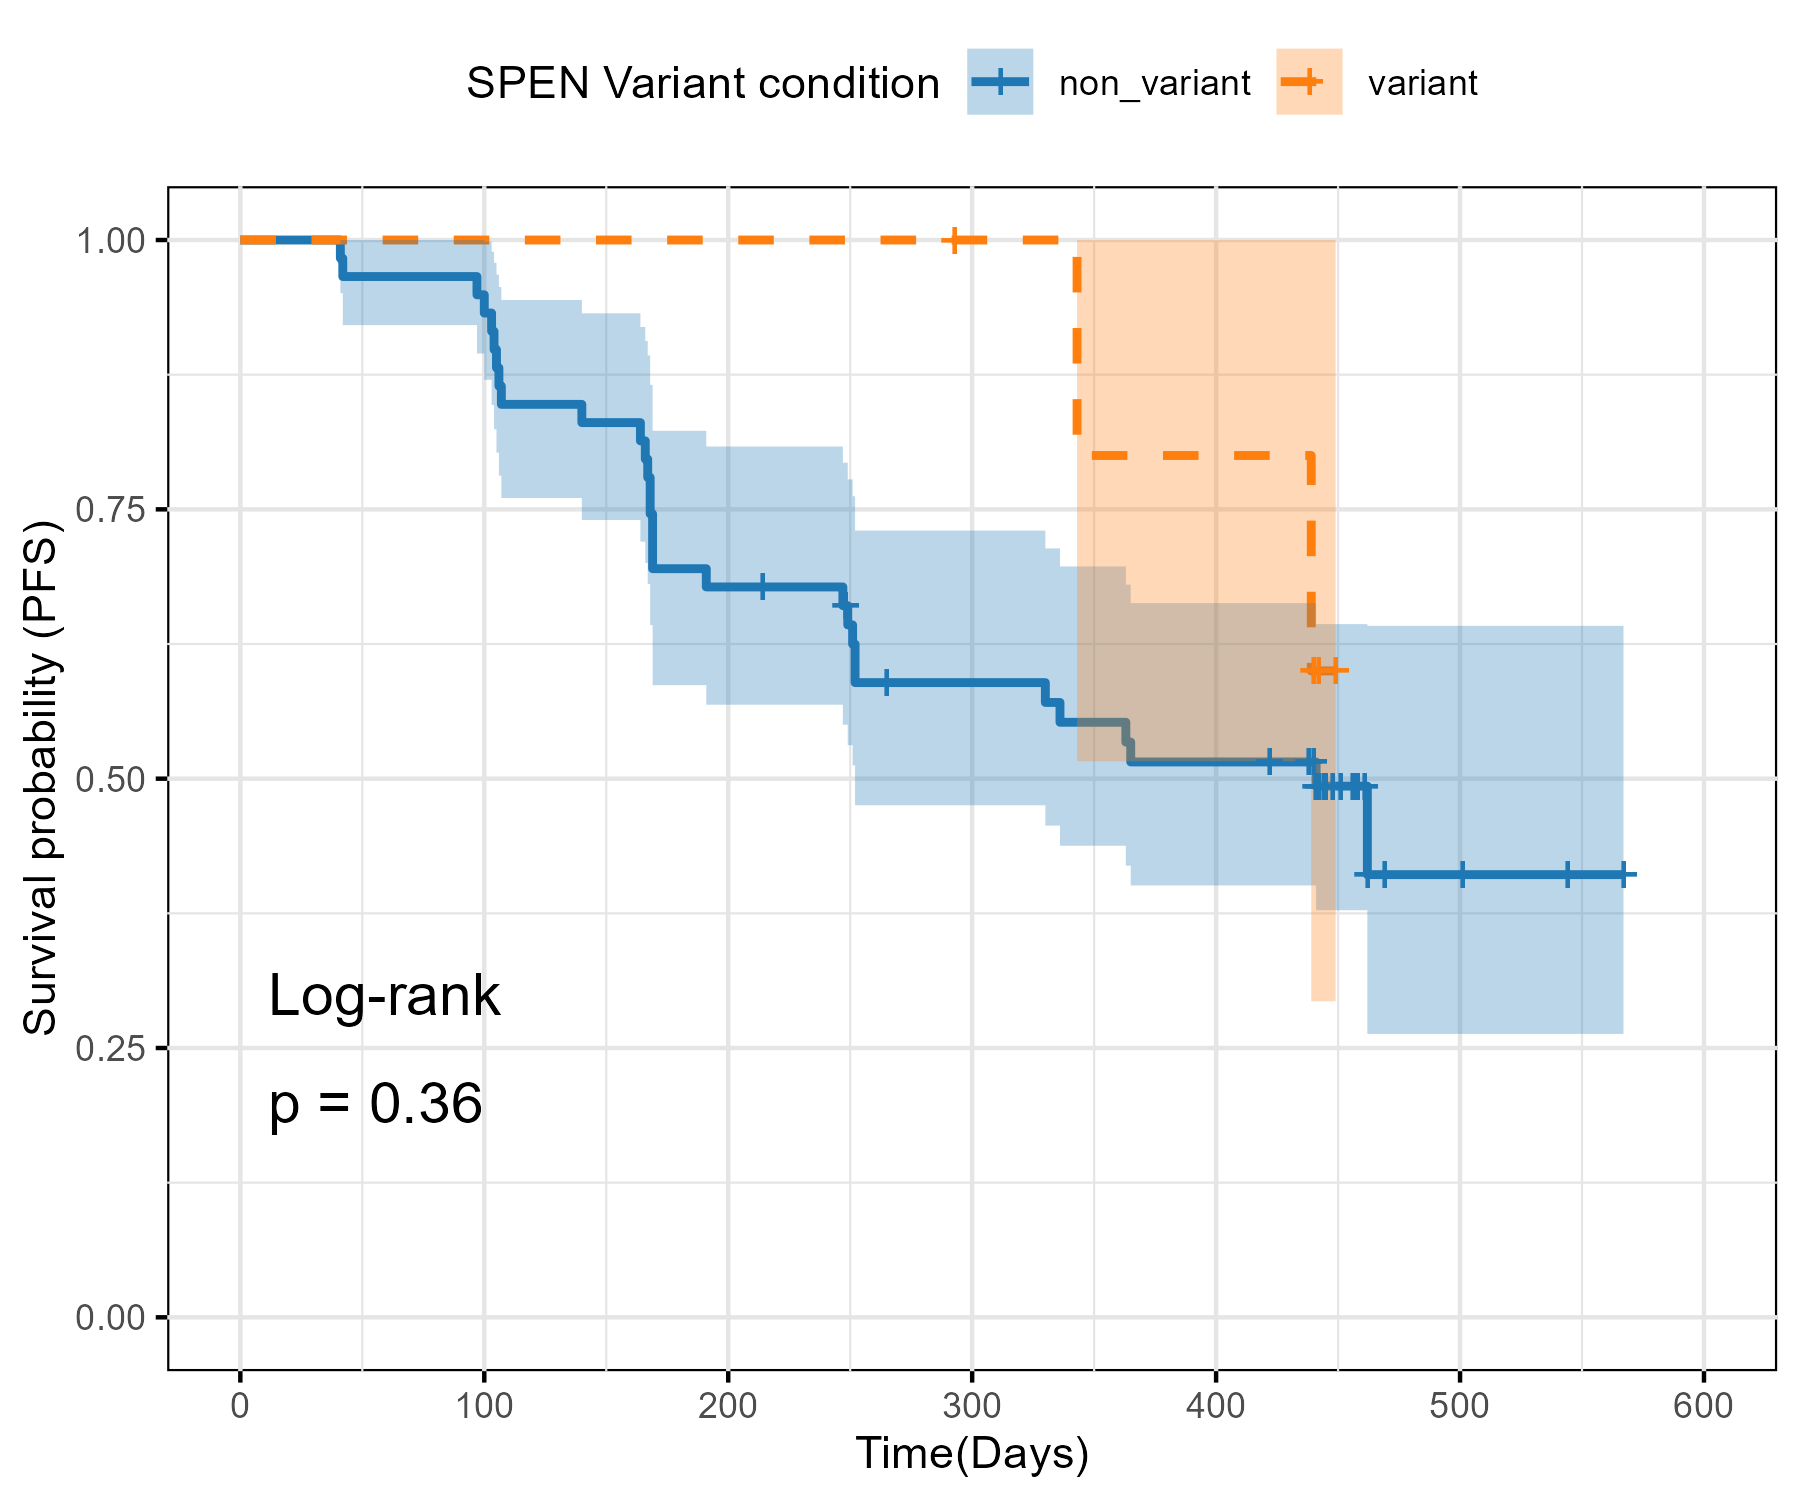 SPEN Variant condition non_variant variant
1.00
0.75
0.50
0.25
0.00
Survival probability (PFS)
Log-rank
p = 0.36
0 100 200 300 400 500 600
Time(Days)